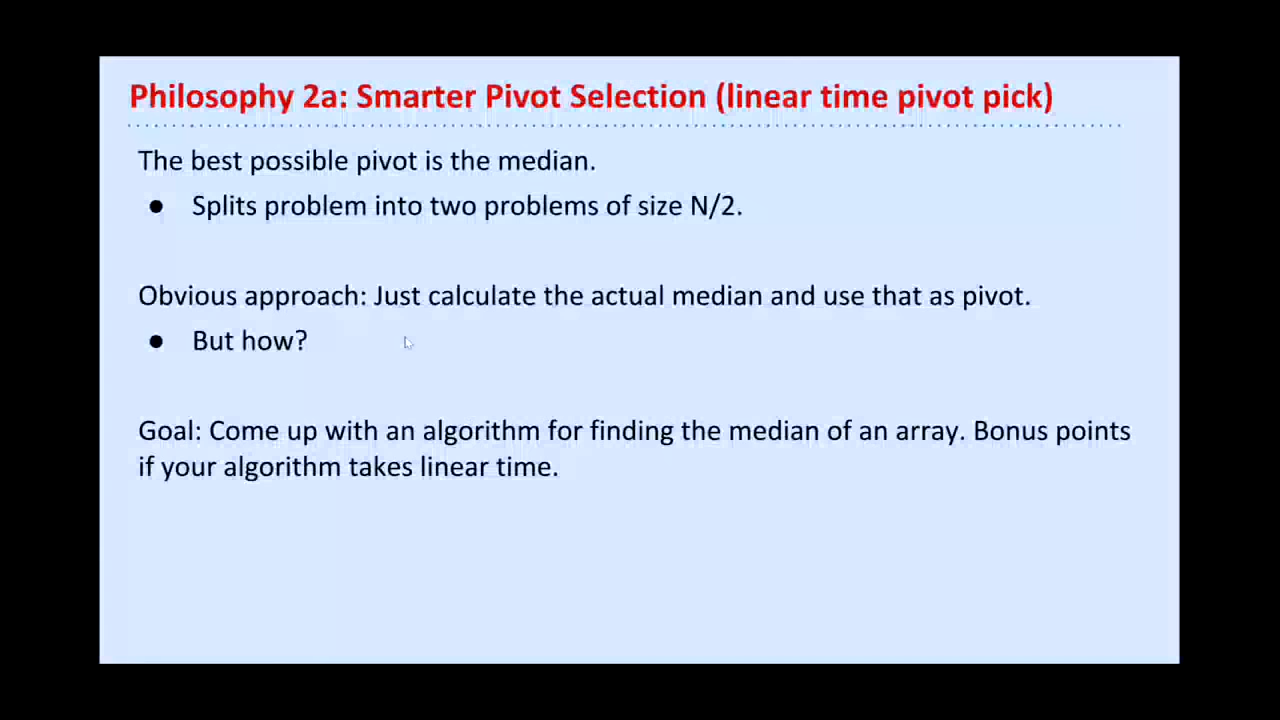 Philosophy 2a: Smarter Pivot Selection (linear time pivot pick)
The best possible pivot is the median.
● Splits problem into two problems of size N/2.
Obvious approach: Just calculate the actual median and use that as pivot.
● But how?
Goal: Come up with an algorithm for finding the median of an array. Bonus points
if your algorithm takes linear time.